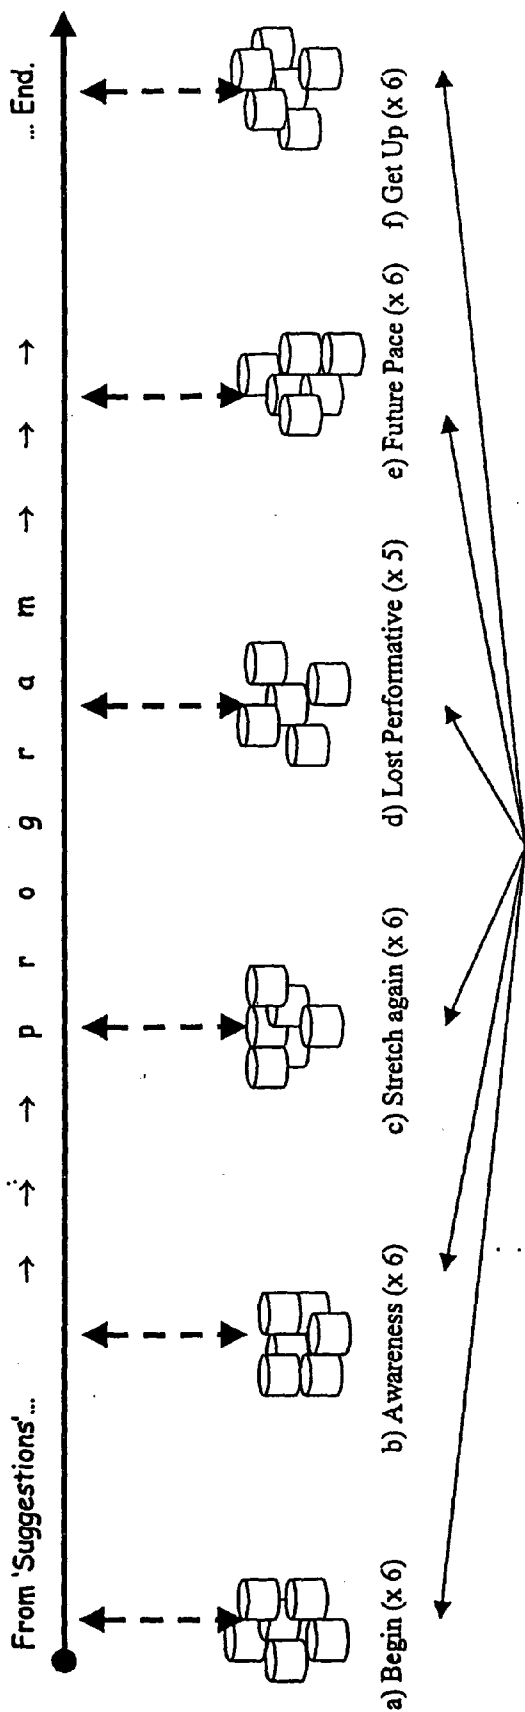 From 'Suggestions'... → → → p r o g r a m → → → ... End.
a) Begin (x 6)
b) Awareness (x 6)
c) Stretch again (x 6)
d) Lost Performative (x 5)
e) Future Pace (x 6)
f) Get Up (x 6)